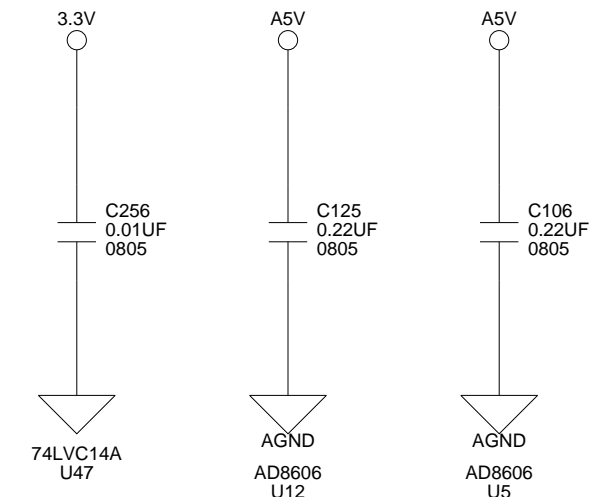 3.3V
A5V
A5V
C256
0.01UF
0805
C125
0.22UF
0805
C106
0.22UF
0805
74LVC14A
U47
AGND
AD8606
U12
AGND
AD8606
U5